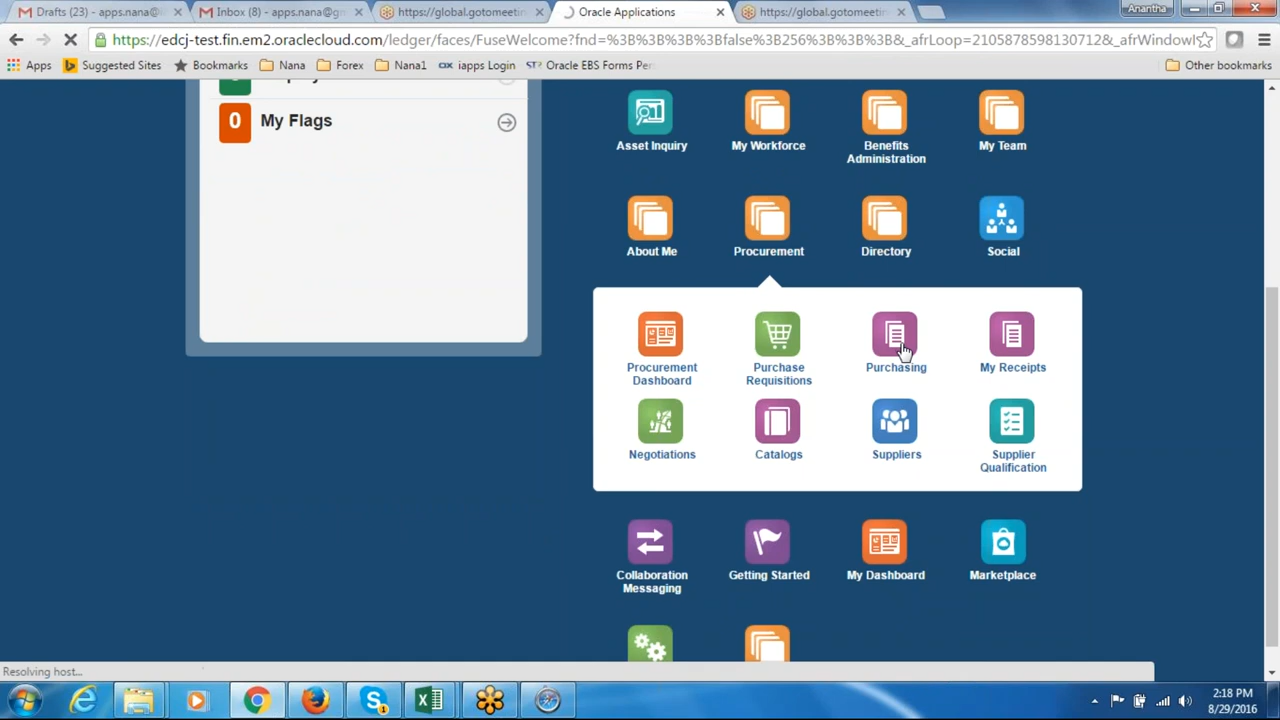 Drafts (23) - apps.nana@
Inbox (8) - apps.nana@g
https://global.gotomeetin
Oracle Applications
https://global.gotomeetin
Anantha
https://edcj-test.fin.em2.oraclecloud.com/ledger/faces/FuseWelcome?fnd=%3B%3B%3B%3Bfalse%3B256%3B%3B%3B&_afrLoop=2105878598130712&_afrWindowM
Apps
Suggested Sites
Bookmarks
Nana
Forex
Nana1
iapps Login
Oracle EBS Forms Per
Other bookmarks
0 My Flags
Asset Inquiry
My Workforce
Benefits
Administration
My Team
About Me
Procurement
Directory
Social
Procurement
Dashboard
Purchase
Requisitions
Purchasing
My Receipts
Negotiations
Catalogs
Suppliers
Supplier
Qualification
Collaboration
Messaging
Getting Started
My Dashboard
Marketplace
Resolving host...
2:18 PM
8/29/2016